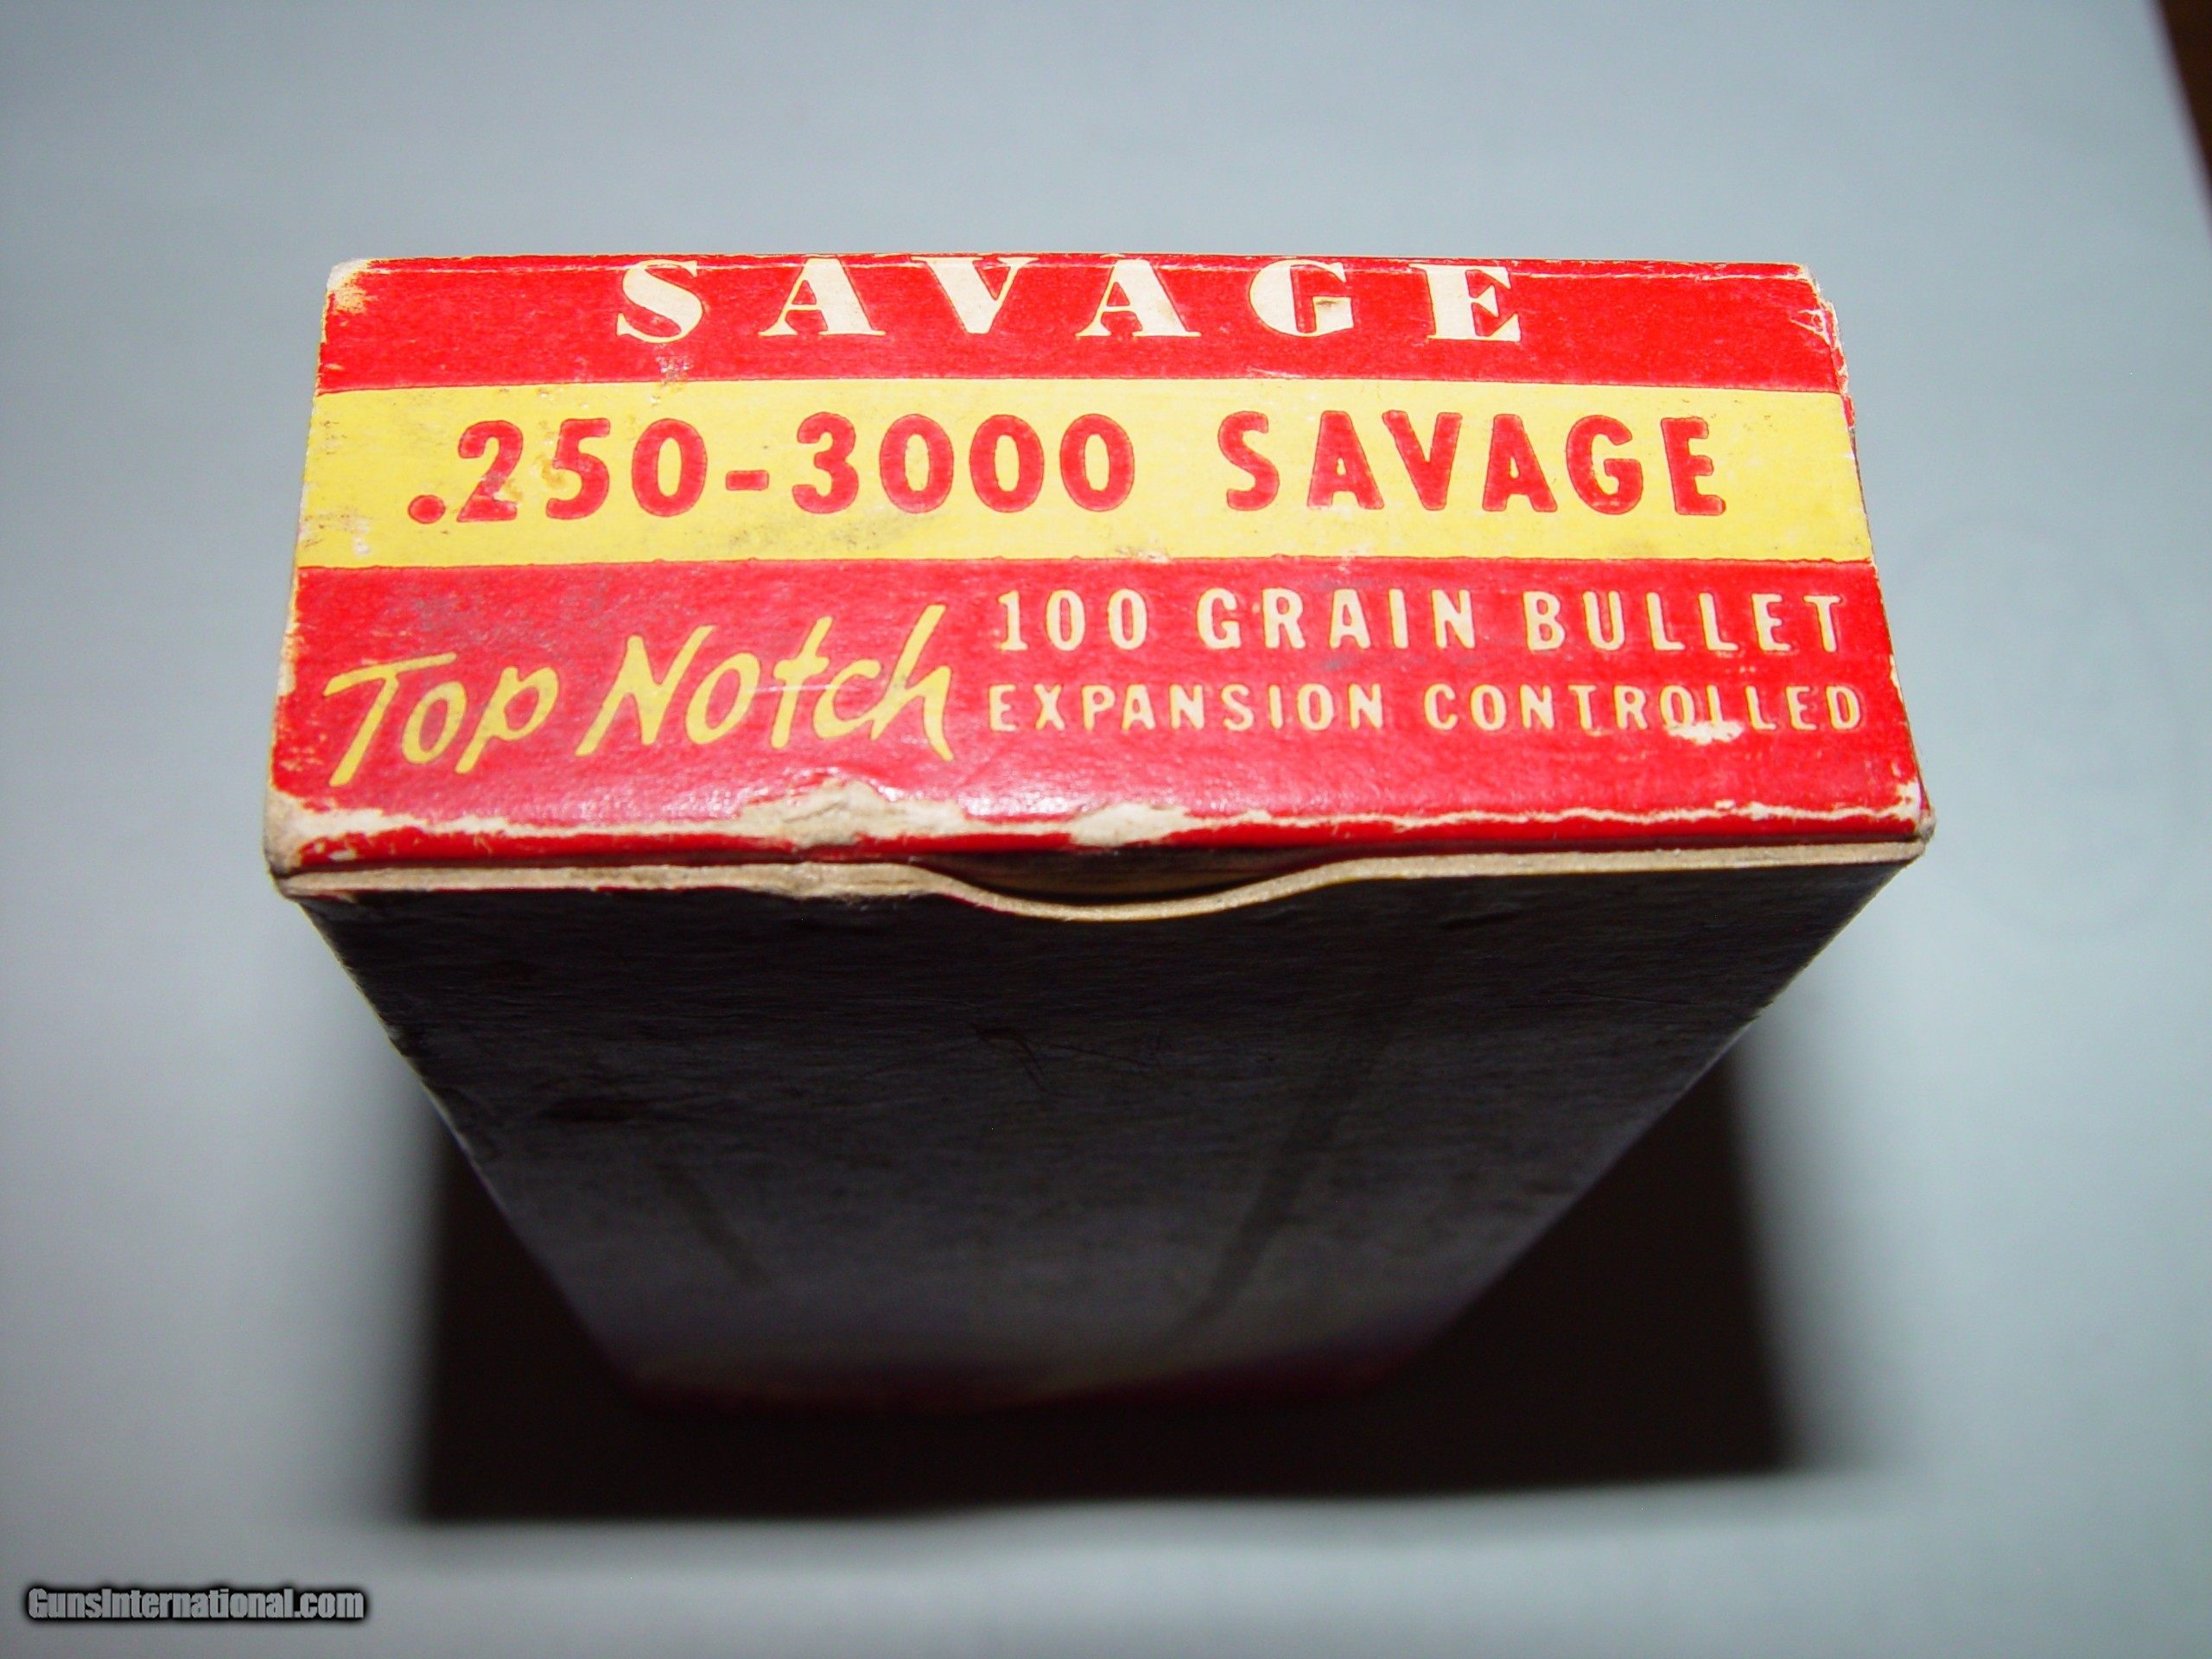 SAVAGE
.250-3000 SAVAGE
Top Notch
100 GRAIN BULLET
EXPANSION CONTROLLED
GunsInternational.com